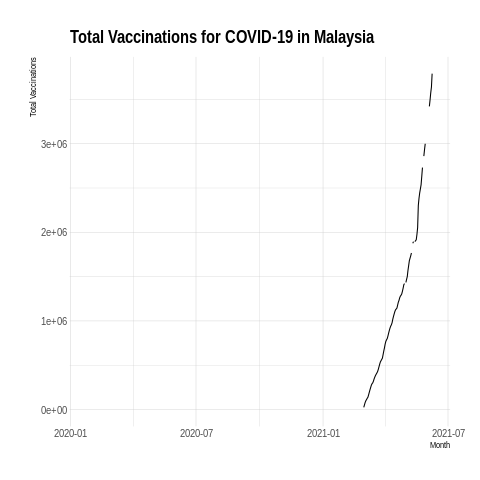 Total Vaccinations for COVID-19 in Malaysia
Total Vaccinations
3e+06
2e+06
1e+06
0e+00
2020-01
2020-07
2021-01
2021-07
Month